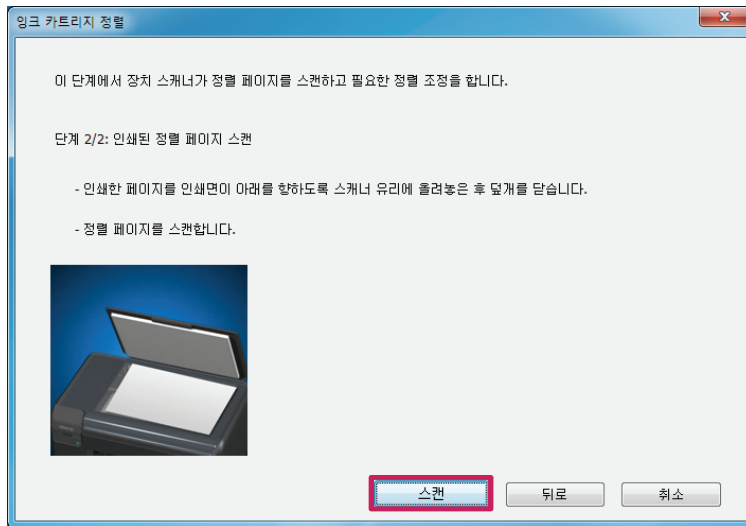 잉크 카트리지 정렬
이 단계에서 장치 스캐너가 정렬 페이지를 스캔하고 필요한 정렬 조정을 합니다.
단계 2/2: 인쇄된 정렬 페이지 스캔
- 인쇄한 페이지를 인쇄면이 아래를 향하도록 스캐너 유리에 올려놓은 후 덮개를 닫습니다.
- 정렬 페이지를 스캔합니다.
스캔 뒤로 취소